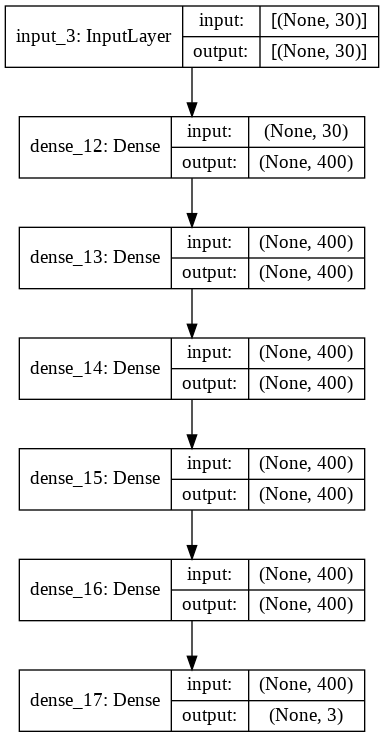 input_3: InputLayer input: [(None, 30)]
output: [(None, 30)]
dense_12: Dense input: (None, 30)
output: (None, 400)
dense_13: Dense input: (None, 400)
output: (None, 400)
dense_14: Dense input: (None, 400)
output: (None, 400)
dense_15: Dense input: (None, 400)
output: (None, 400)
dense_16: Dense input: (None, 400)
output: (None, 400)
dense_17: Dense input: (None, 400)
output: (None, 3)